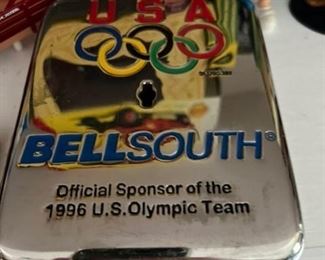 USA
BELLSOUTH®
Official Sponsor of the
1996 U.S.Olympic Team